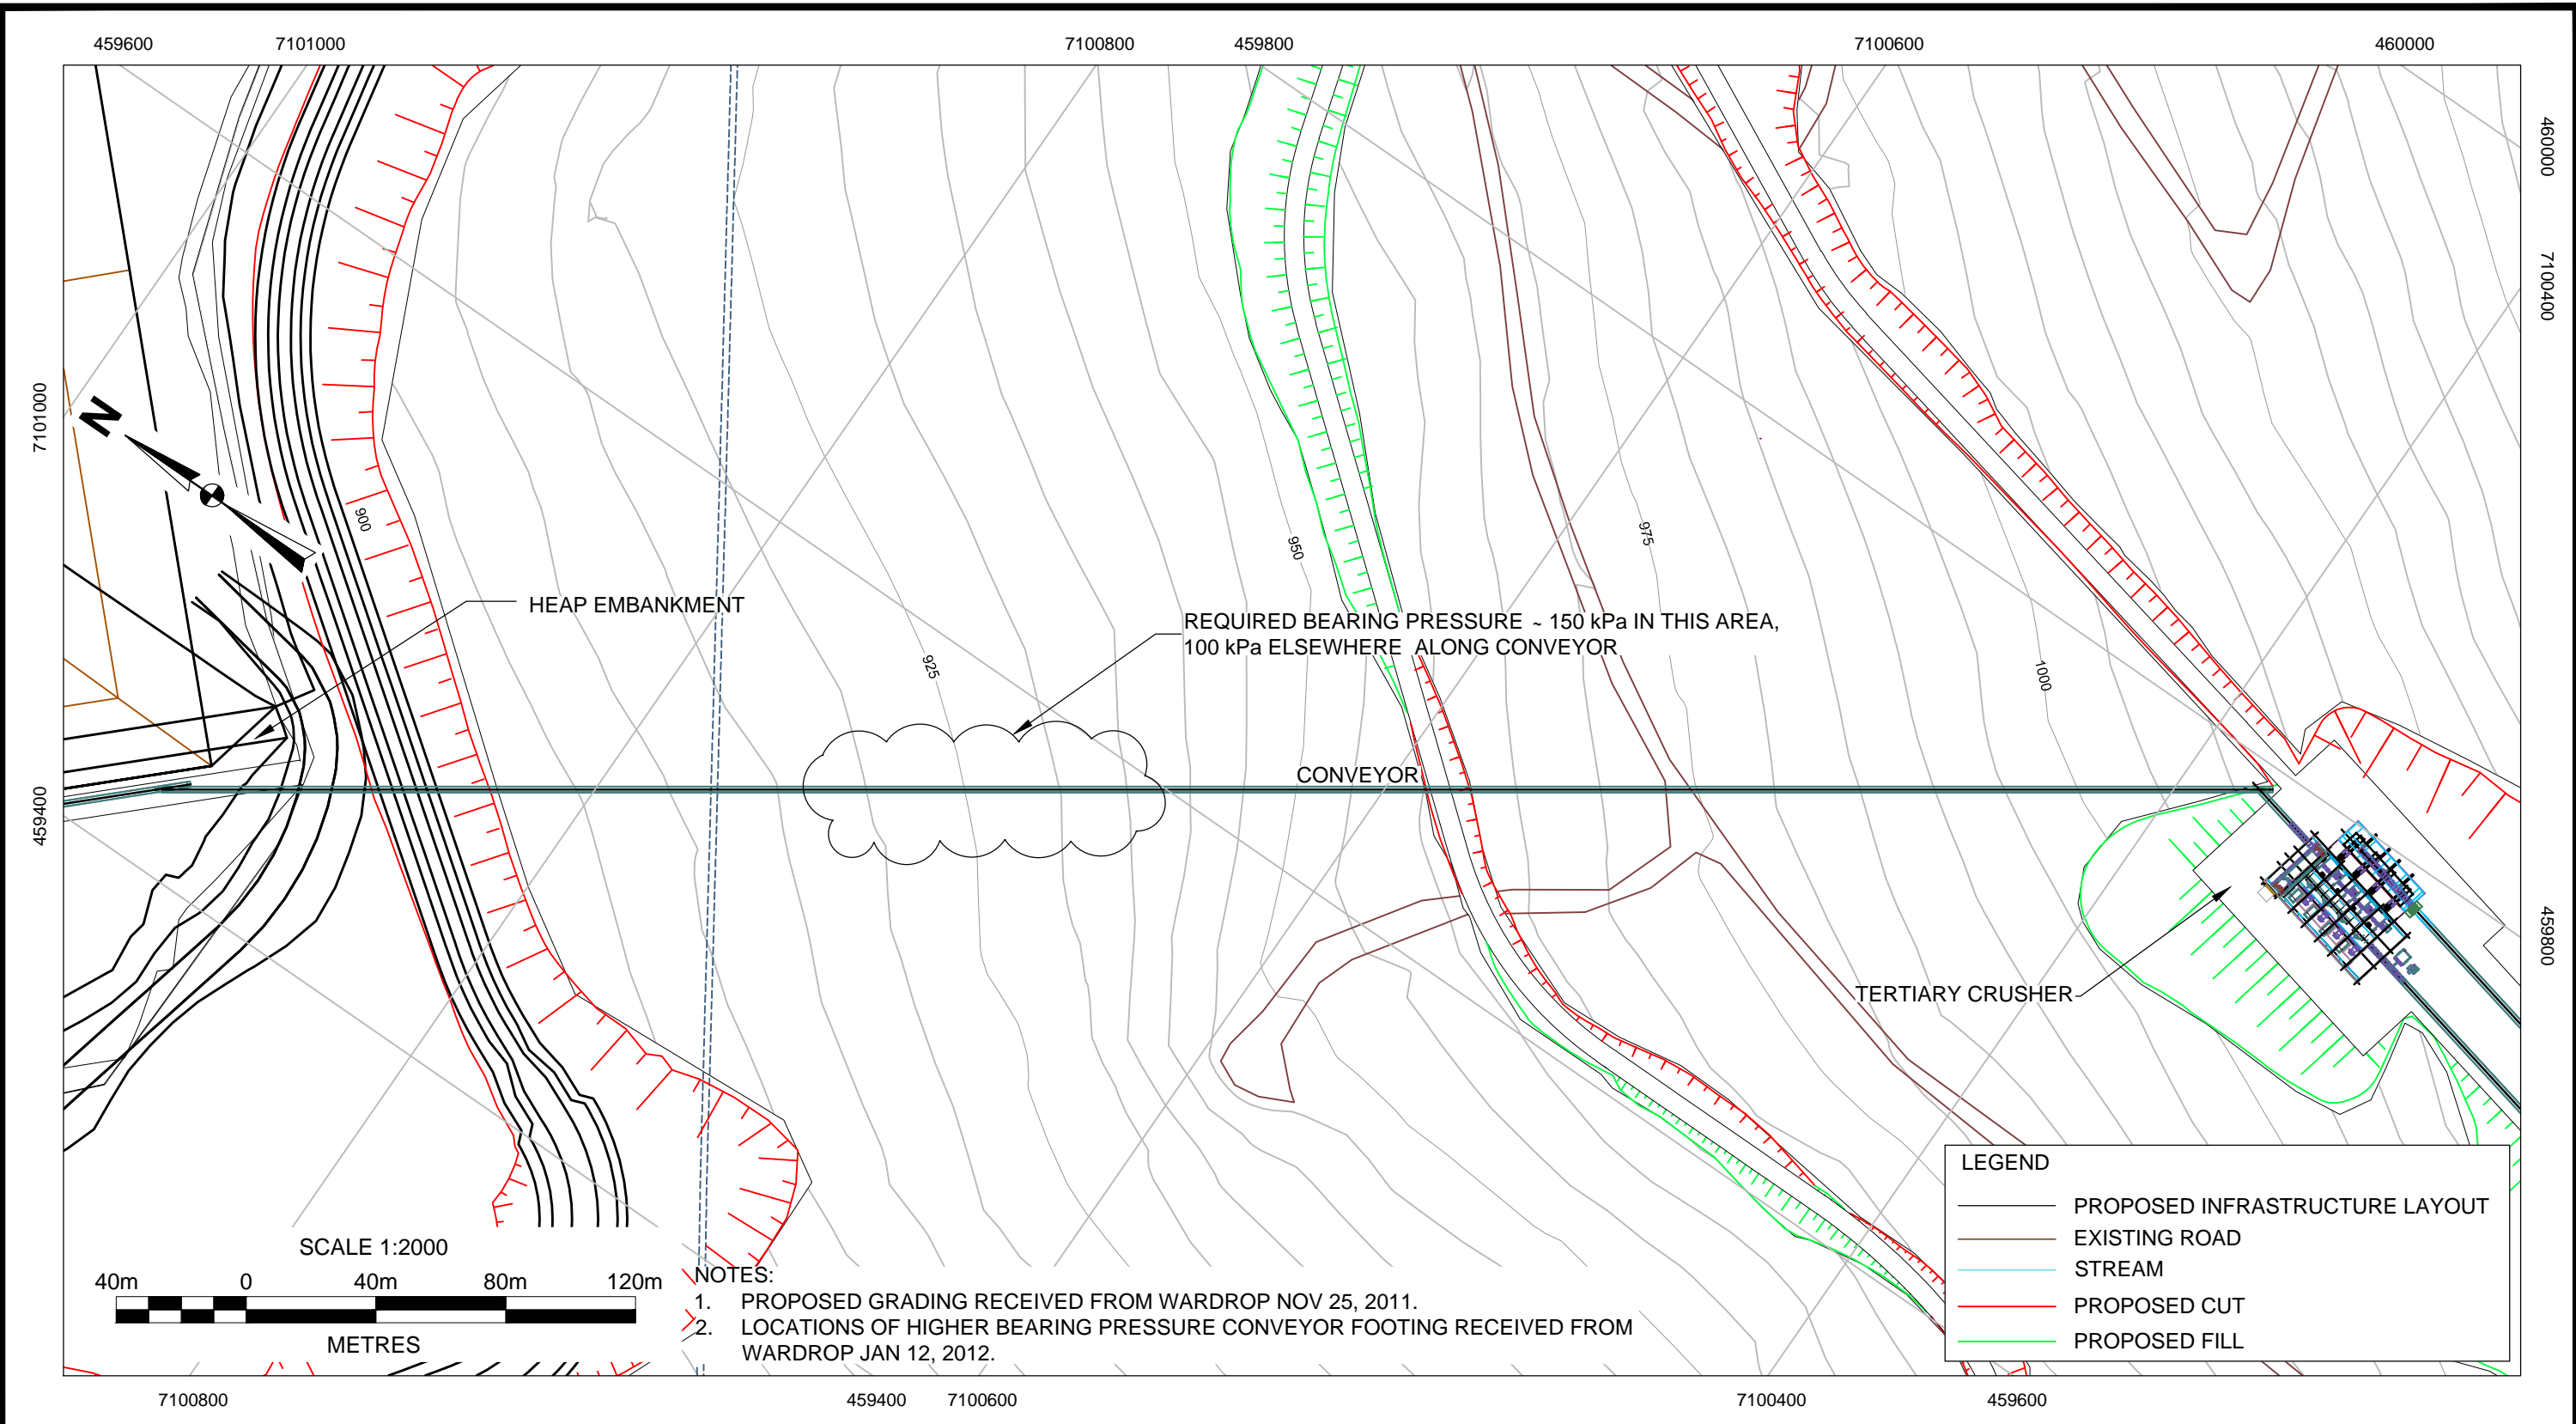 459600 7101000 7100800 459800 7100600 460000
460000
7100400
7101000
N
900
950
975
HEAP EMBANKMENT
REQUIRED BEARING PRESSURE ~ 150 kPa IN THIS AREA,
100 kPa ELSEWHERE ALONG CONVEYOR
925
1000
CONVEYOR
459400
459800
TERTIARY CRUSHER
LEGEND
PROPOSED INFRASTRUCTURE LAYOUT
EXISTING ROAD
STREAM
PROPOSED CUT
PROPOSED FILL
SCALE 1:2000
40m 0 40m 80m 120m
METRES
NOTES:
1. PROPOSED GRADING RECEIVED FROM WARDROP NOV 25, 2011.
2. LOCATIONS OF HIGHER BEARING PRESSURE CONVEYOR FOOTING RECEIVED FROM
WARDROP JAN 12, 2012.
7100800 459400 7100600 7100400 459600